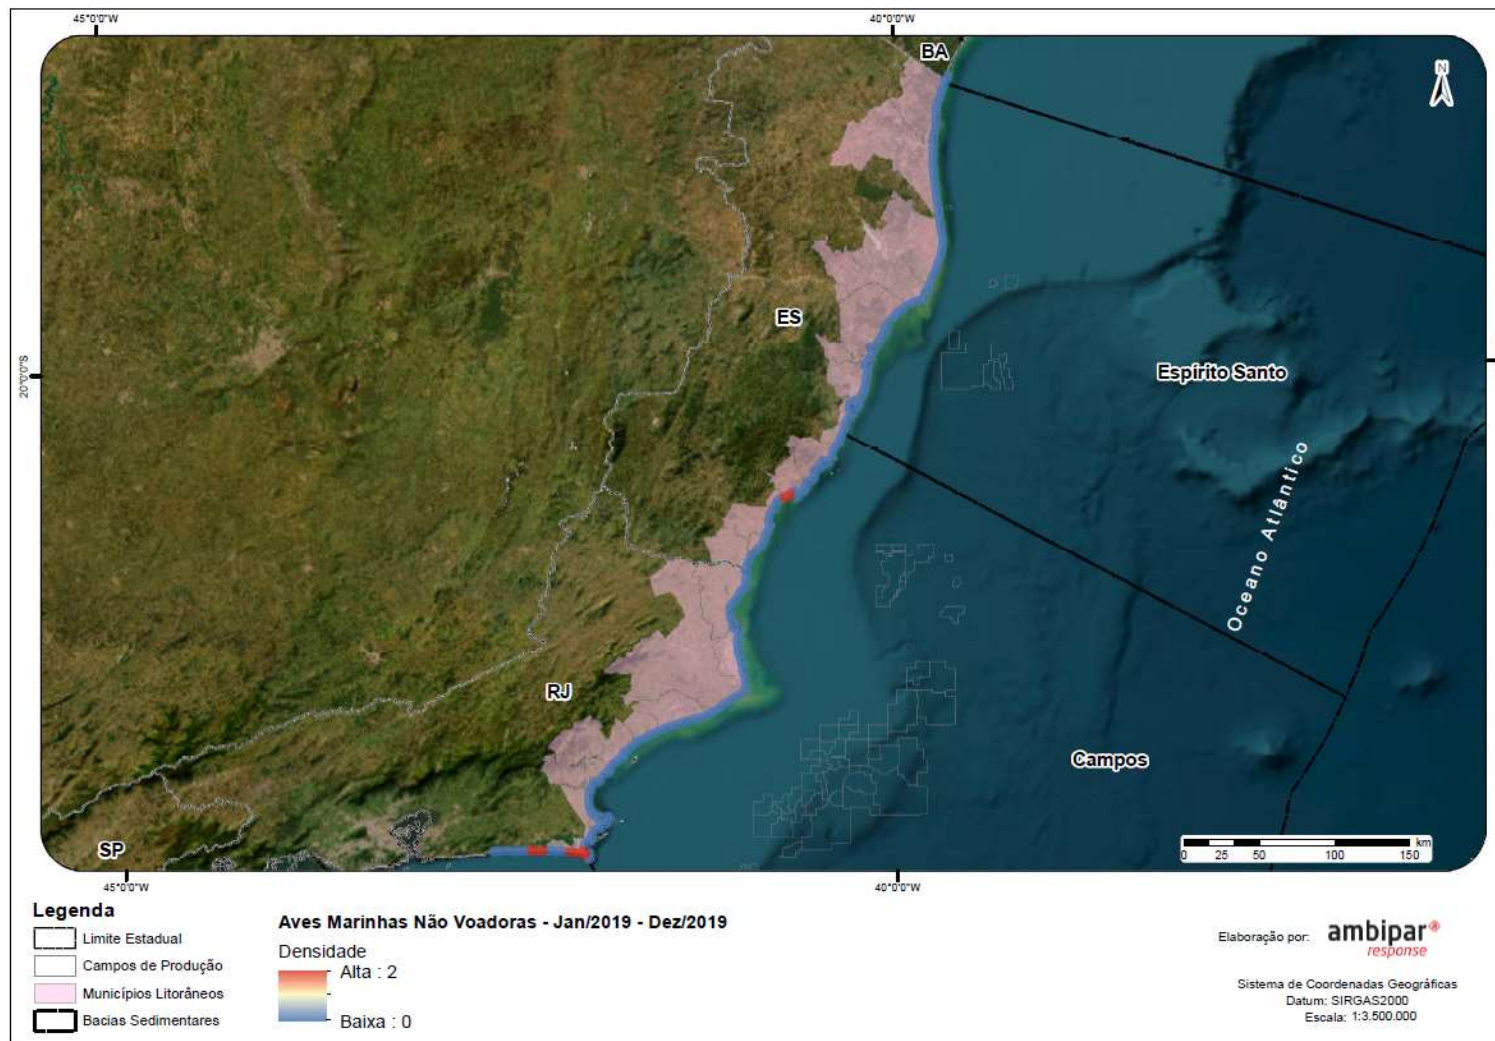 45°0'0"W
40°0'0"W
BA
N
ES
20°0'0"S
Espírito Santo
Oceano Atlântico
RJ
Campos
SP
km
0 25 50 100 150
45°0'0"W
40°0'0"W
Legenda
Limite Estadual
Campos de Produção
Municípios Litorâneos
Bacias Sedimentares
Aves Marinhas Não Voadoras - Jan/2019 - Dez/2019
Densidade
Alta : 2
Baixa : 0
Elaboração por:
ambipar®
response
Sistema de Coordenadas Geográficas
Datum: SIRGAS2000
Escala: 1:3.500.000